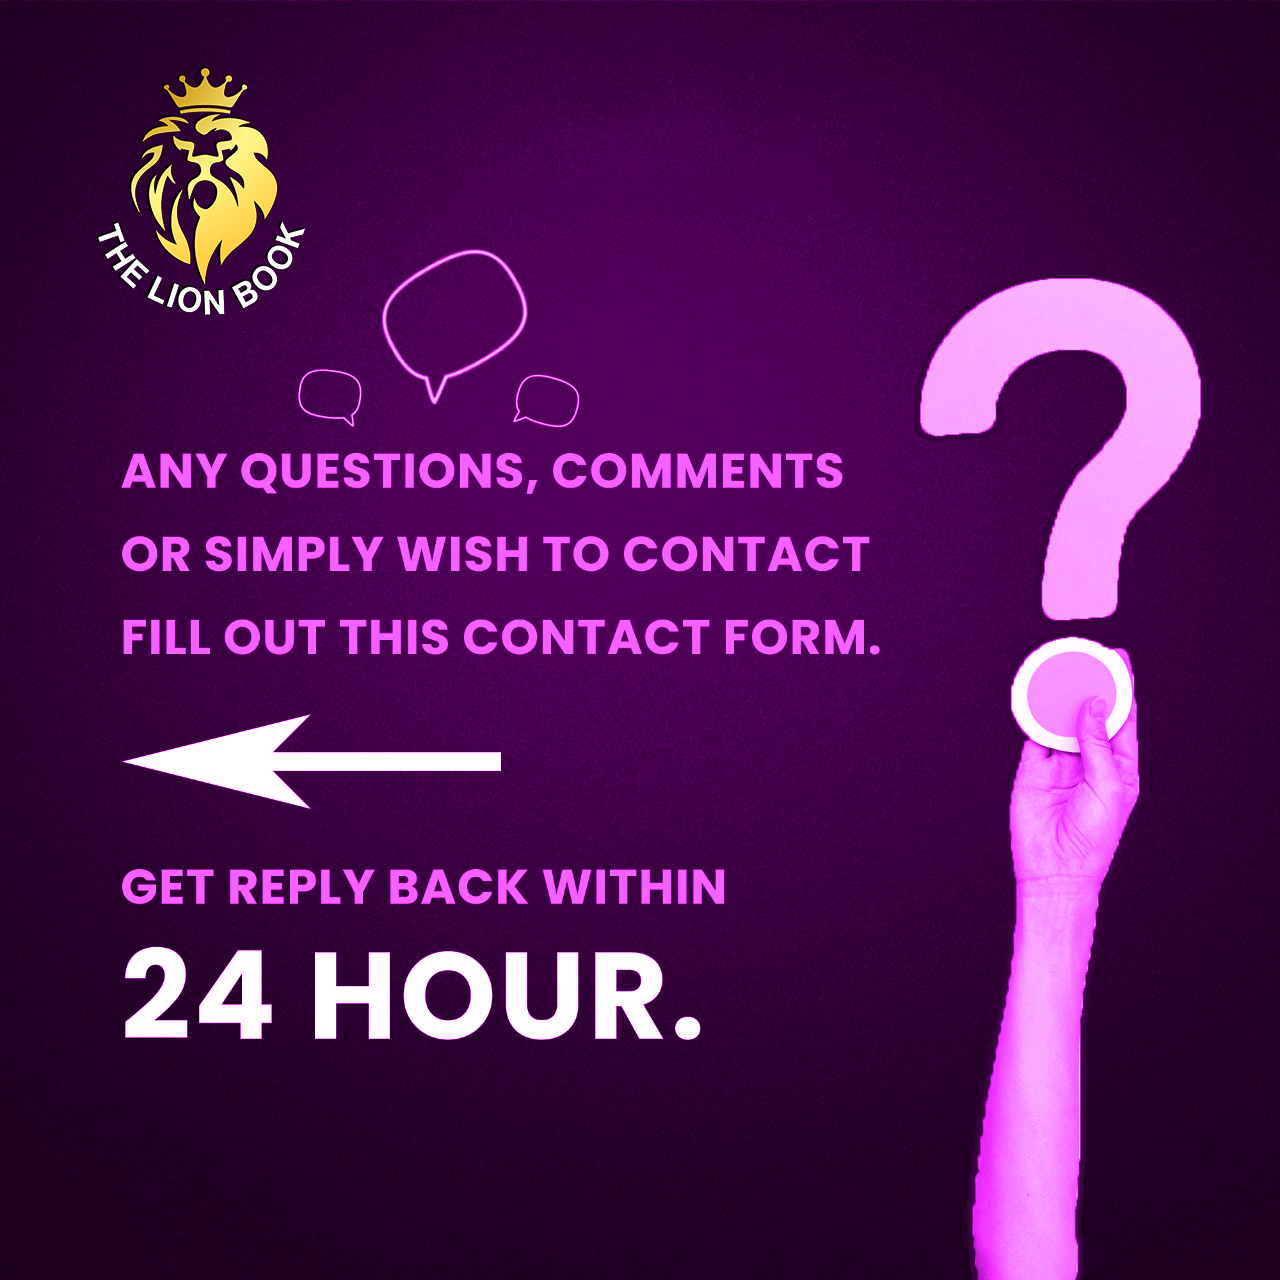 THE LION BOOK
ANY QUESTIONS, COMMENTS
OR SIMPLY WISH TO CONTACT
FILL OUT THIS CONTACT FORM.
GET REPLY BACK WITHIN
24 HOUR.